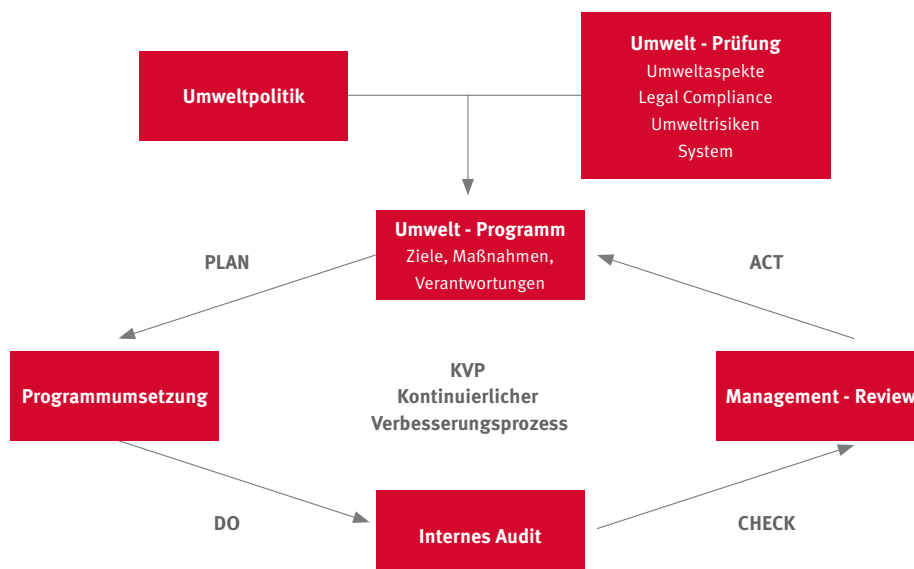 Umweltpolitik
Umwelt - Prüfung
Umweltaspekte
Legal Compliance
Umweltrisiken
System
Umwelt - Programm
Ziele, Maßnahmen,
Verantwortungen
PLAN
ACT
Programmumsetzung
KVP
Kontinuierlicher
Verbesserungsprozess
Management - Review
DO
Internes Audit
CHECK